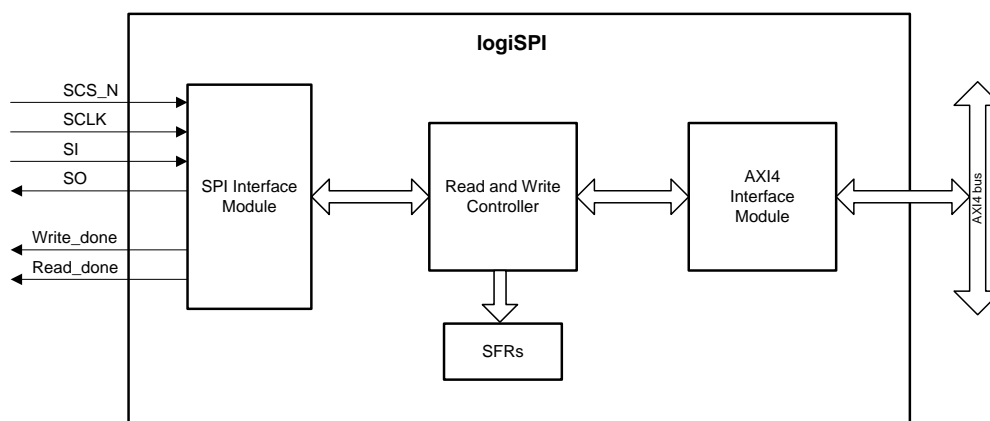 logiSPI
SCS_N
SCLK
SI
SO
Write_done
Read_done
SPI Interface
Module
Read and Write
Controller
AXI4
Interface
Module
AXI4 bus
SFRs